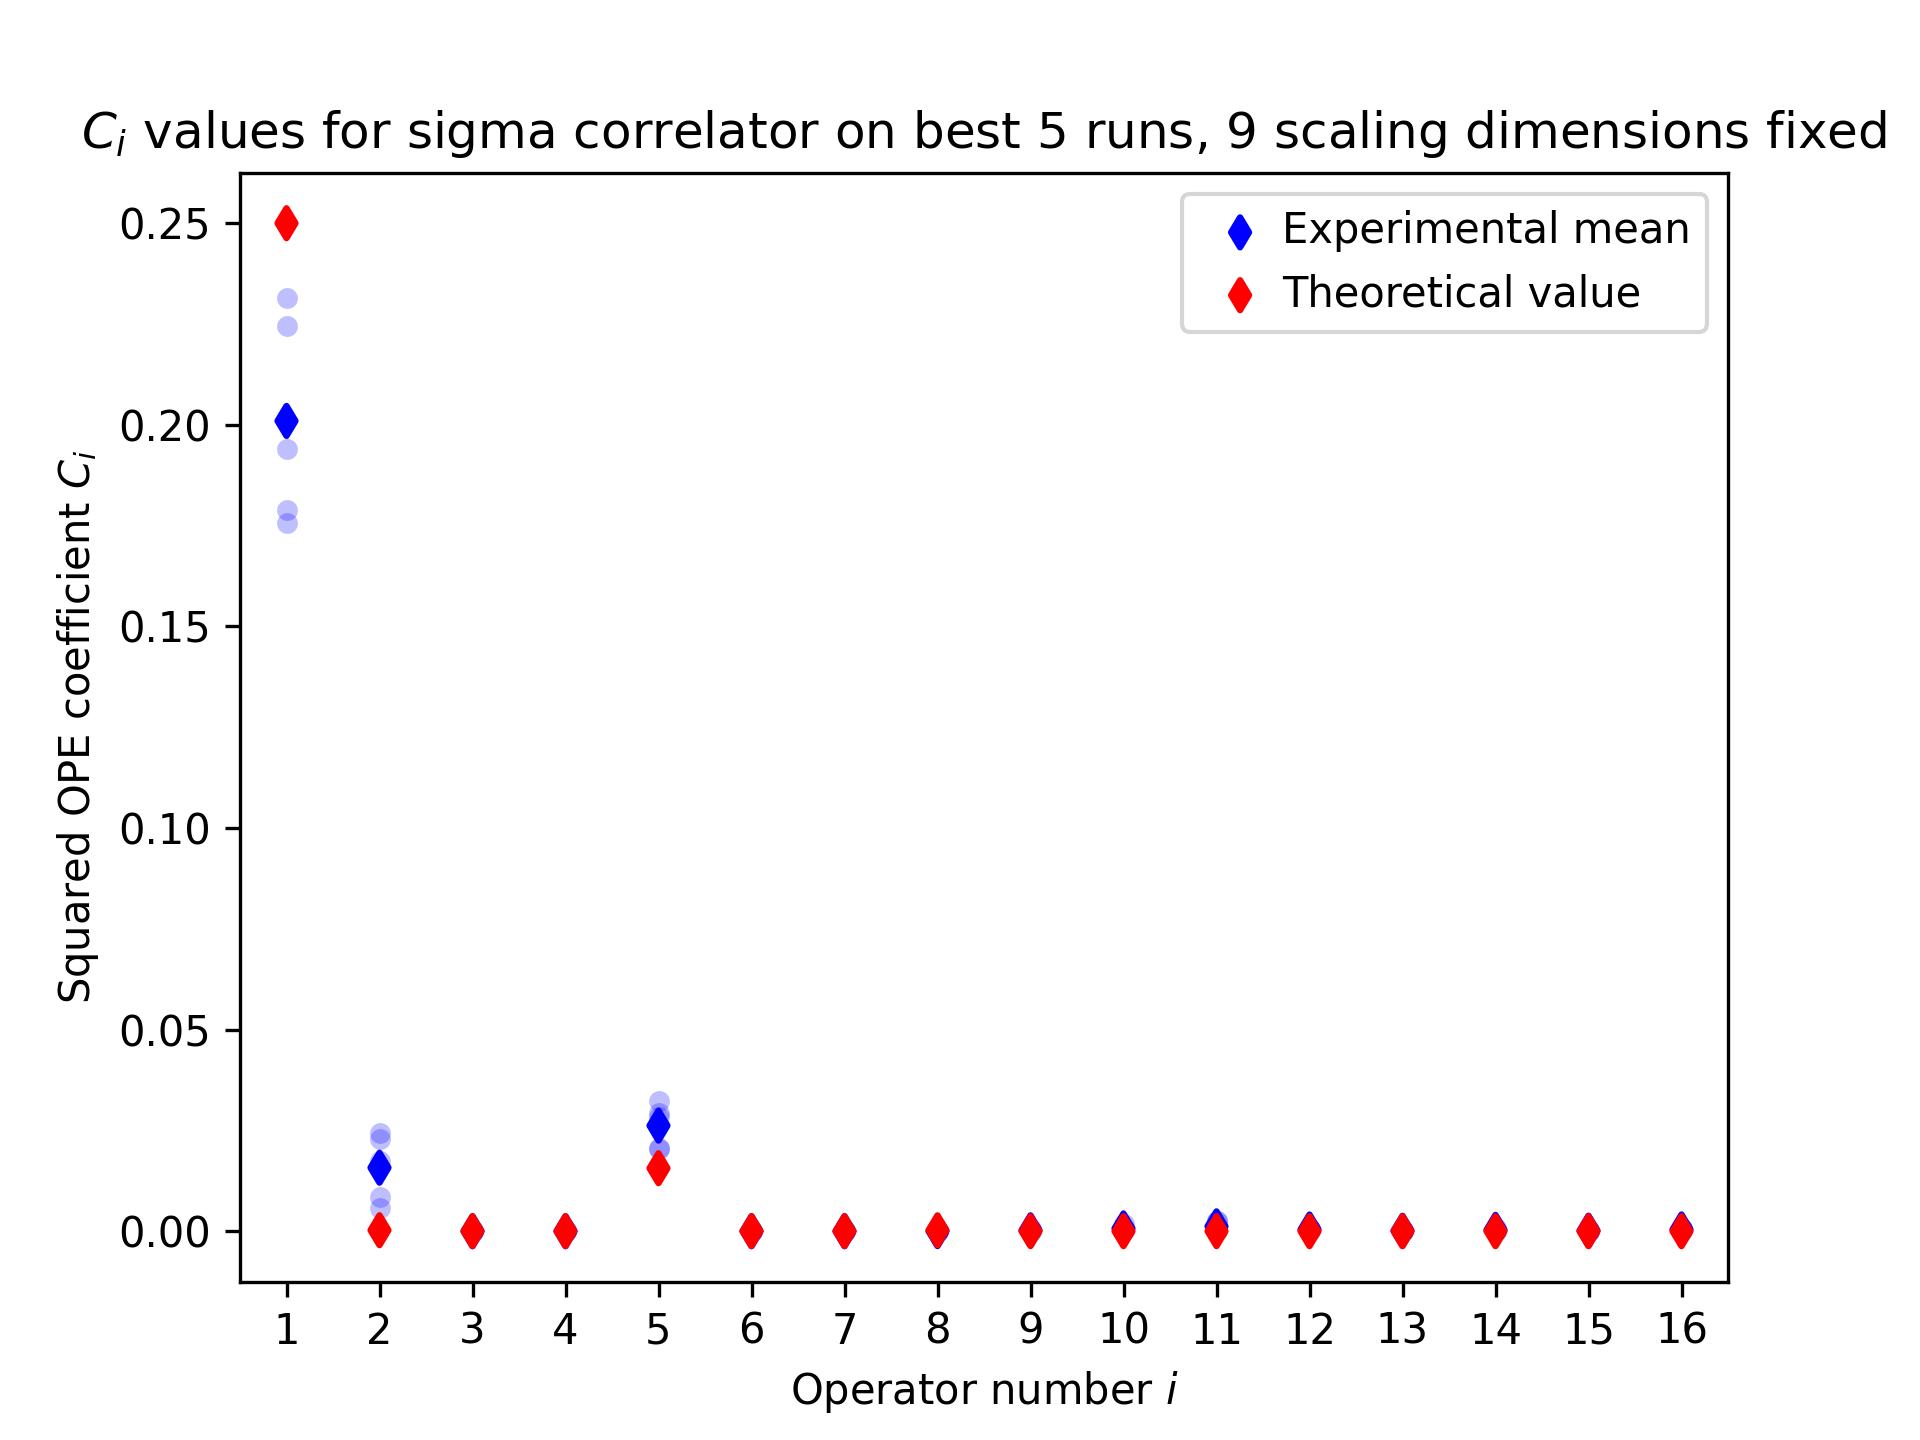 C_i values for sigma correlator on best 5 runs, 9 scaling dimensions fixed
Experimental mean
Theoretical value
Squared OPE coefficient C_i
0.25
0.20
0.15
0.10
0.05
0.00
1 2 3 4 5 6 7 8 9 10 11 12 13 14 15 16
Operator number i